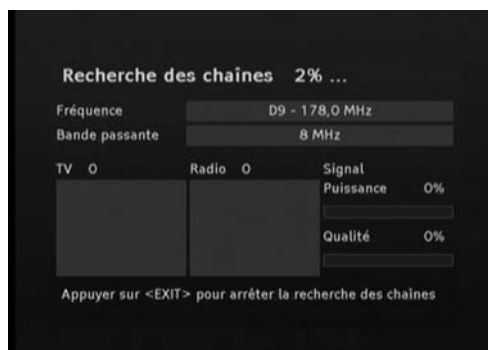 Recherche des chaînes 2% ...
Fréquence D9 - 178,0 MHz
Bande passante 8 MHz
TV 0 Radio 0 Signal
Puissance 0%
Qualité 0%
Appuyer sur <EXIT> pour arrêter la recherche des chaînes